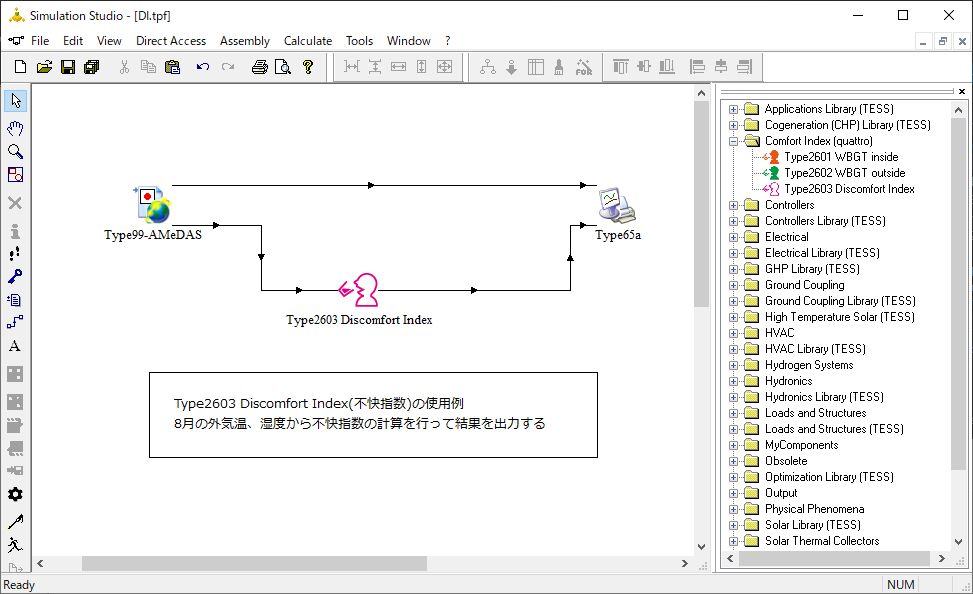 Simulation Studio - [DI.tpf]
File Edit View Direct Access Assembly Calculate Tools Window ?
FOR
A
Type99-AMeDAS
Type65a
Type2603 Discomfort Index
Type2603 Discomfort Index(不快指数)の使用例
8月の外気温、湿度から不快指数の計算を行って結果を出力する
Applications Library (TESS)
Cogeneration (CHP) Library (TESS)
Comfort Index (quattro)
Type2601 WBGT inside
Type2602 WBGT outside
Type2603 Discomfort Index
Controllers
Controllers Library (TESS)
Electrical
Electrical Library (TESS)
GHP Library (TESS)
Ground Coupling
Ground Coupling Library (TESS)
High Temperature Solar (TESS)
HVAC
HVAC Library (TESS)
Hydrogen Systems
Hydronics
Hydronics Library (TESS)
Loads and Structures
Loads and Structures (TESS)
MyComponents
Obsolete
Optimization Library (TESS)
Output
Physical Phenomena
Solar Library (TESS)
Solar Thermal Collectors
Ready
NUM